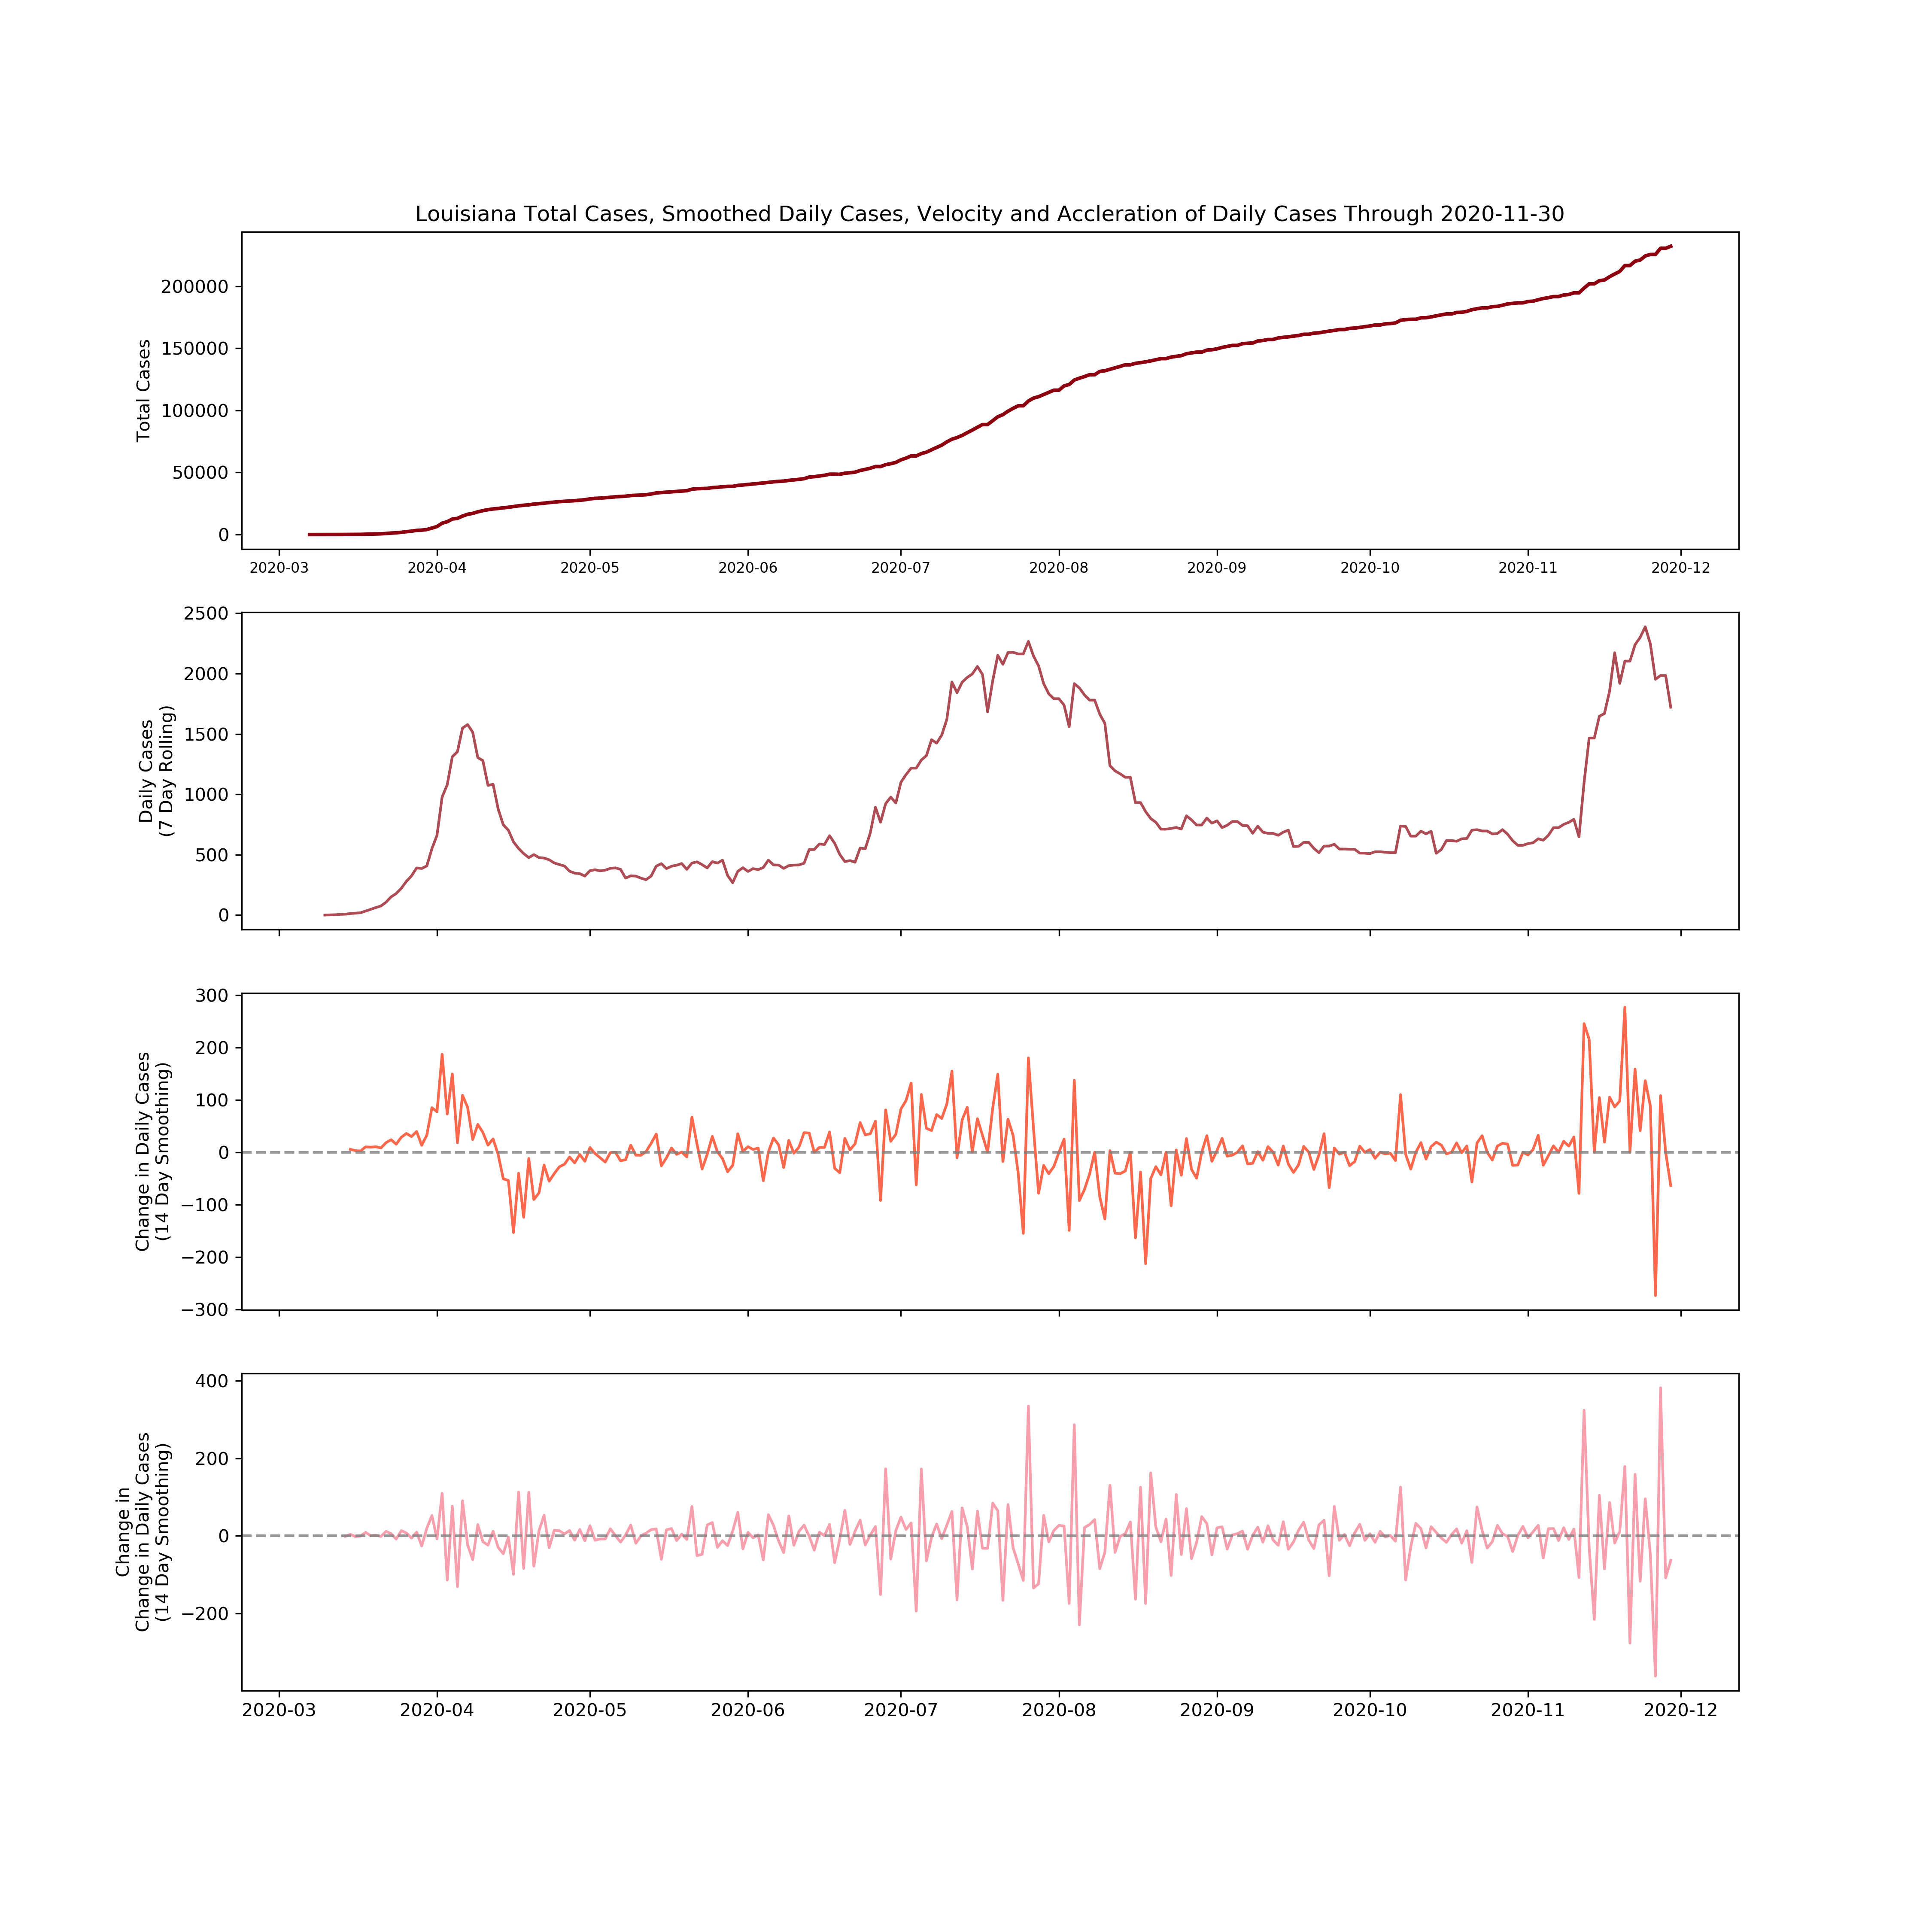 Louisiana Total Cases, Smoothed Daily Cases, Velocity and Accleration of Daily Cases Through 2020-11-30
Total Cases
200000
150000
100000
50000
0
2020-03 2020-04 2020-05 2020-06 2020-07 2020-08 2020-09 2020-10 2020-11 2020-12
Daily Cases
(7 Day Rolling)
2500
2000
1500
1000
500
0
Change in Daily Cases
(14 Day Smoothing)
300
200
100
0
−100
−200
−300
Change in
Change in Daily Cases
(14 Day Smoothing)
400
200
0
−200
2020-03 2020-04 2020-05 2020-06 2020-07 2020-08 2020-09 2020-10 2020-11 2020-12